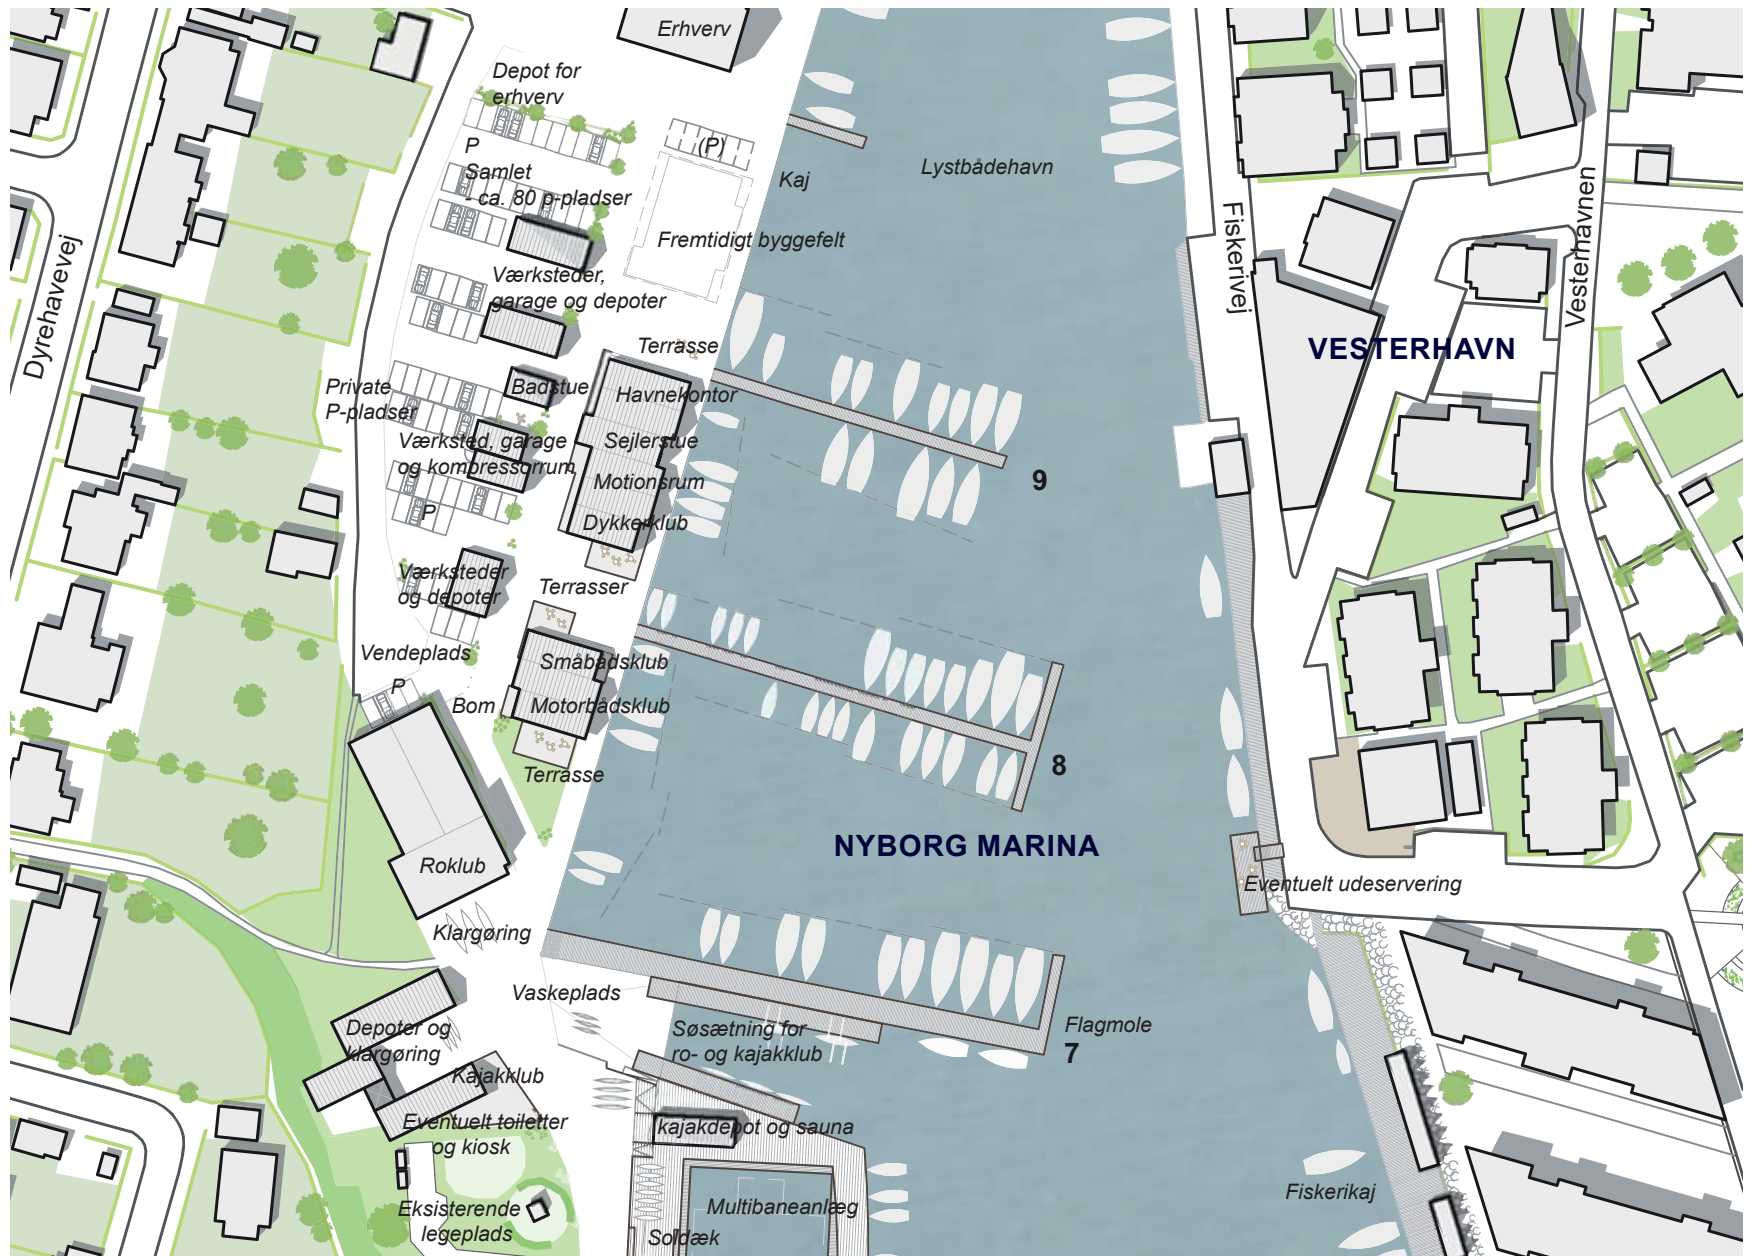 Erhverv
Depot for
erhverv
P
(P)
Samlet
- ca. 80 p-pladser
Kaj
Lystbådehavn
Fremtidigt byggefelt
Fiskerivej
Vesterhavnen
Dyrehavevej
Værksteder,
garage og depoter
Terrasse
VESTERHAVN
Private
P-pladser
Badstue
Havnekontor
Værksted, garage
og kompressorrum
Sejlerstue
Motionsrum
9
P
Dykkerklub
Værksteder
og depoter
Terrasser
Vendeplads
Småbådsklub
P
Bom
Motorbådsklub
Terrasse
8
NYBORG MARINA
Roklub
Eventuelt udeservering
Klargøring
Vaskeplads
Depoter og
klargøring
Søsætning for
ro- og kajakklub
Flagmole
7
Kajakklub
Eventuelt toiletter
og kiosk
kajakdepot og sauna
Fiskerikaj
Eksisterende
legeplads
Multibaneanlæg
Soldæk